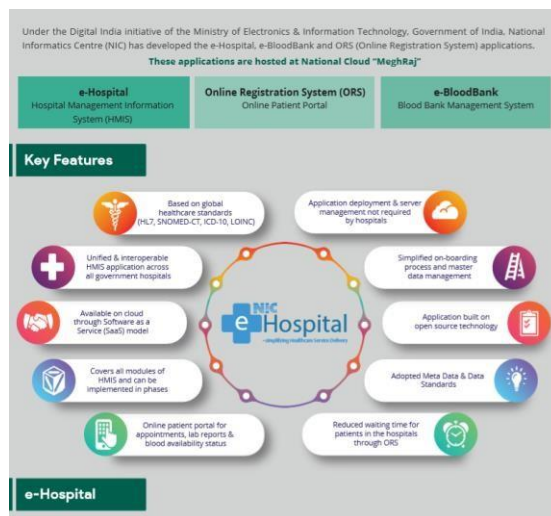 Under the Digital India initiative of the Ministry of Electronics & Information Technology, Government of India, National
Informatics Centre (NIC) has developed the e-Hospital, e-BloodBank and ORS (Online Registration System) applications.
These applications are hosted at National Cloud "MeghRaj"
e-Hospital
Hospital Management Information
System (HMIS)
Online Registration System (ORS)
Online Patient Portal
e-BloodBank
Blood Bank Management System
Key Features
Based on global
healthcare standards
(HL7, SNOMED-CT, ICD-10, LOINC)
Application deployment & server
management not required
by hospitals
Unified & interoperable
HMIS application across
all government hospitals
Simplified on-boarding
process and master
data management
Available on cloud
through Software as a
Service (SaaS) model
NIC
e Hospital
~simplifying Healthcare Service Delivery
Application built on
open source technology
Covers all modules of
HMIS and can be
implemented in phases
Adopted Meta Data & Data
Standards
Online patient portal for
appointments, lab reports &
blood availability status
Reduced waiting time for
patients in the hospitals
through ORS
e-Hospital